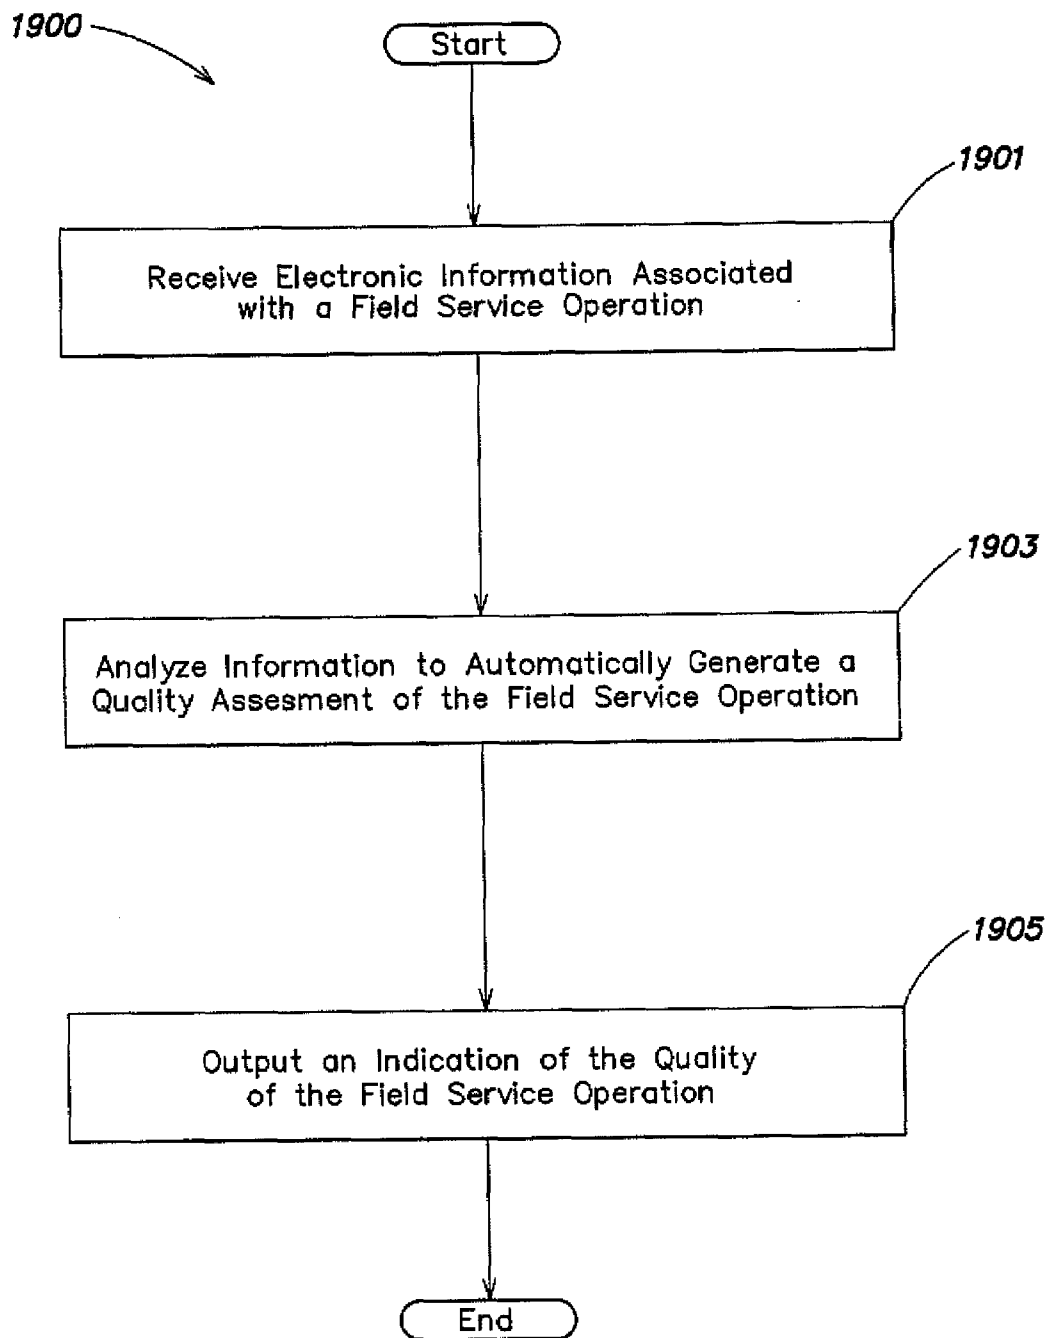 1900
Start
1901
Receive Electronic Information Associated
with a Field Service Operation
1903
Analyze Information to Automatically Generate a
Quality Assesment of the Field Service Operation
1905
Output an Indication of the Quality
of the Field Service Operation
End